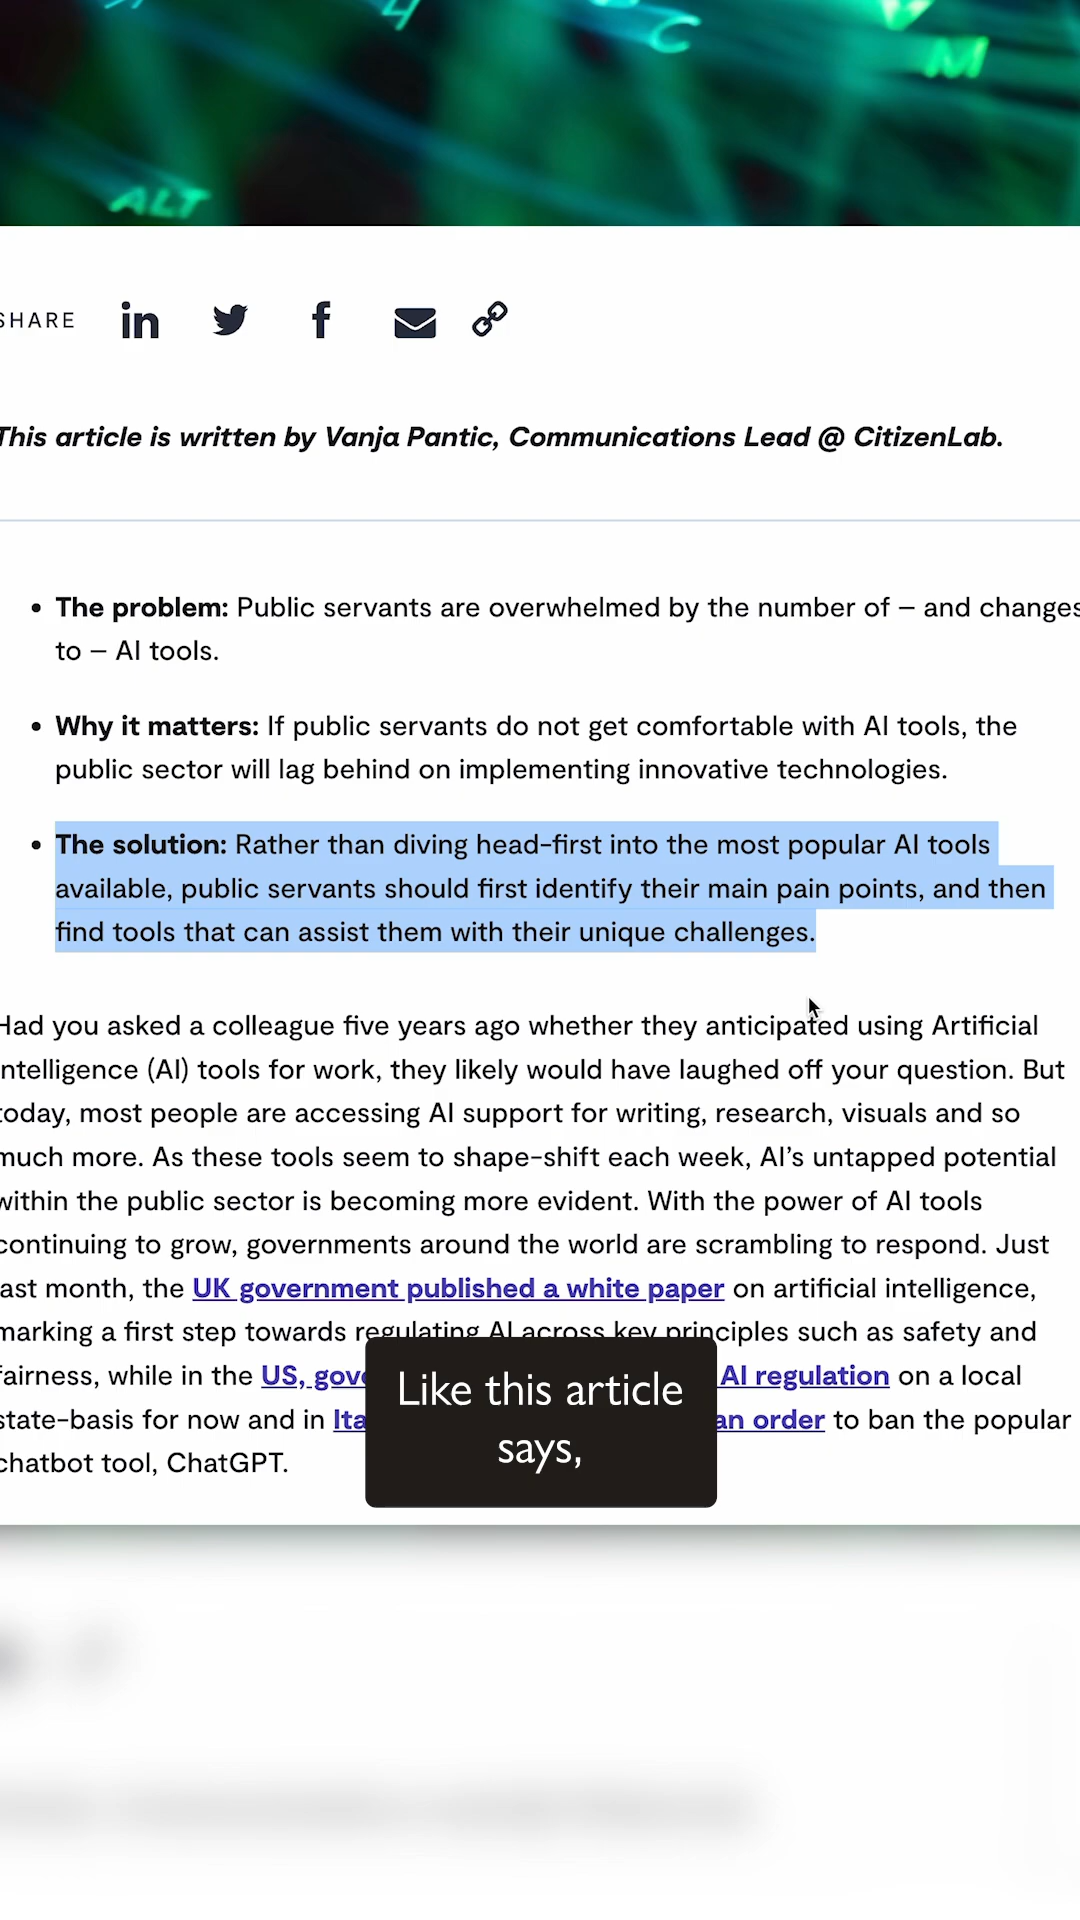 4
C
M
ALT
SHARE
This article is written by Vanja Pantic, Communications Lead @ CitizenLab.
• The problem: Public servants are overwhelmed by the number of – and changes
to – AI tools.
• Why it matters: If public servants do not get comfortable with AI tools, the
public sector will lag behind on implementing innovative technologies.
• The solution: Rather than diving head-first into the most popular AI tools
available, public servants should first identify their main pain points, and then
find tools that can assist them with their unique challenges.
Had you asked a colleague five years ago whether they anticipated using Artificial
Intelligence (AI) tools for work, they likely would have laughed off your question. But
today, most people are accessing AI support for writing, research, visuals and so
much more. As these tools seem to shape-shift each week, AI's untapped potential
within the public sector is becoming more evident. With the power of AI tools
continuing to grow, governments around the world are scrambling to respond. Just
last month, the UK government published a white paper on artificial intelligence,
marking a first step towards regulating AI across key principles such as safety and
fairness, while in the US, gov AI regulation on a local
state-basis for now and in Ita an order to ban the popular
chatbot tool, ChatGPT.
Like this article
says,